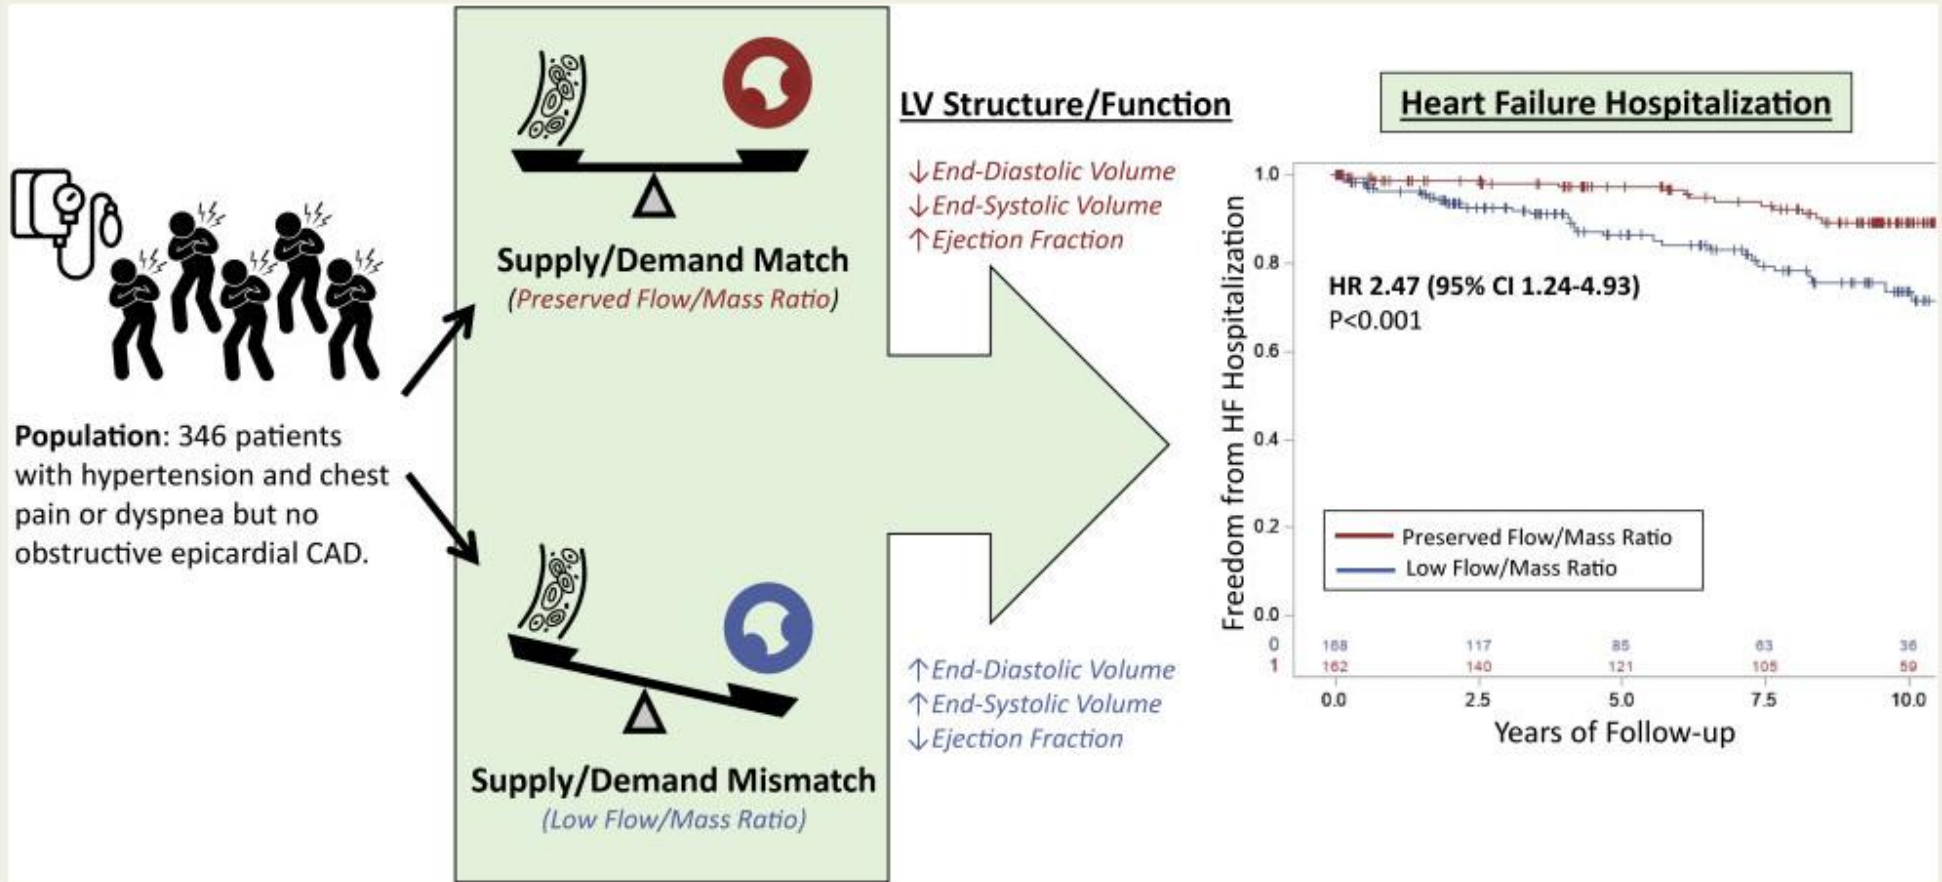 Population: 346 patients
with hypertension and chest
pain or dyspnea but no
obstructive epicardial CAD.
Supply/Demand Match
(Preserved Flow/Mass Ratio)
Supply/Demand Mismatch
(Low Flow/Mass Ratio)
LV Structure/Function
↓End-Diastolic Volume
↓End-Systolic Volume
↑Ejection Fraction
↑End-Diastolic Volume
↑End-Systolic Volume
↓Ejection Fraction
Heart Failure Hospitalization
Freedom from HF Hospitalization
1.0
0.8
0.6
0.4
0.2
0.0
HR 2.47 (95% CI 1.24-4.93)
P<0.001
Preserved Flow/Mass Ratio
Low Flow/Mass Ratio
0 168 117 85 63 36
1 162 140 121 105 59
0.0 2.5 5.0 7.5 10.0
Years of Follow-up